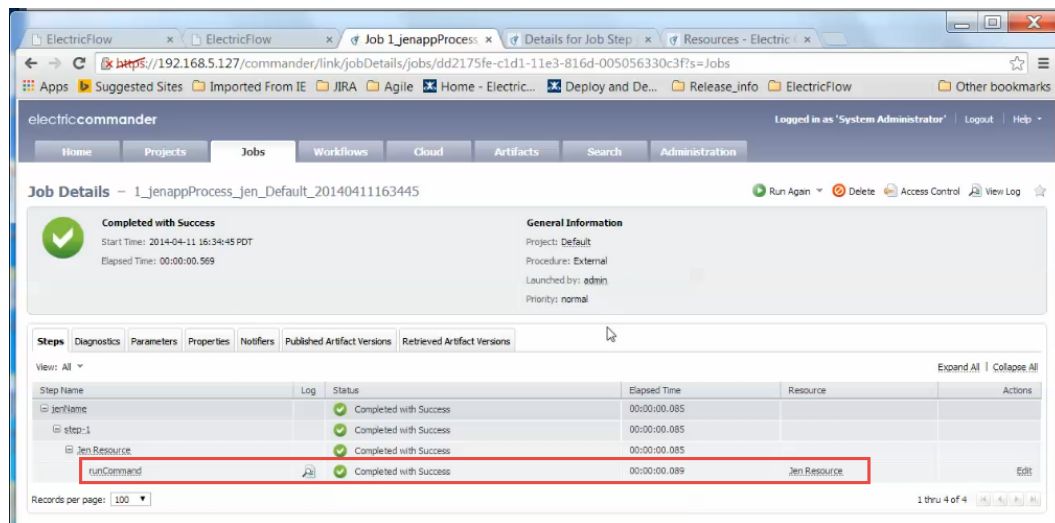 ElectricFlow × ElectricFlow × Job 1_jenappProcess × Details for Job Step × Resources - Electric ×
https://192.168.5.127/commander/link/jobDetails/jobs/dd2175fe-c1d1-11e3-816d-005056330c3f?s=Jobs
Apps Suggested Sites Imported From IE JIRA Agile Home - Electric... Deploy and De... Release_info ElectricFlow Other bookmarks
electriccommander Logged in as 'System Administrator' | Logout | Help
Home Projects Jobs Workflows Cloud Artifacts Search Administration
Job Details – 1_jenappProcess_jen_Default_20140411163445 Run Again Delete Access Control View Log
Completed with Success General Information
Start Time: 2014-04-11 16:34:45 PDT Project: Default
Elapsed Time: 00:00:00.569 Procedure: External
Launched by: admin
Priority: normal
Steps Diagnostics Parameters Properties Notifiers Published Artifact Versions Retrieved Artifact Versions
View: All Expand All | Collapse All
Step Name Log Status Elapsed Time Resource Actions
jenName Completed with Success 00:00:00.085
step-1 Completed with Success 00:00:00.085
Jen Resource Completed with Success 00:00:00.085
runCommand Completed with Success 00:00:00.089 Jen Resource Edit
Records per page: 100 1 thru 4 of 4